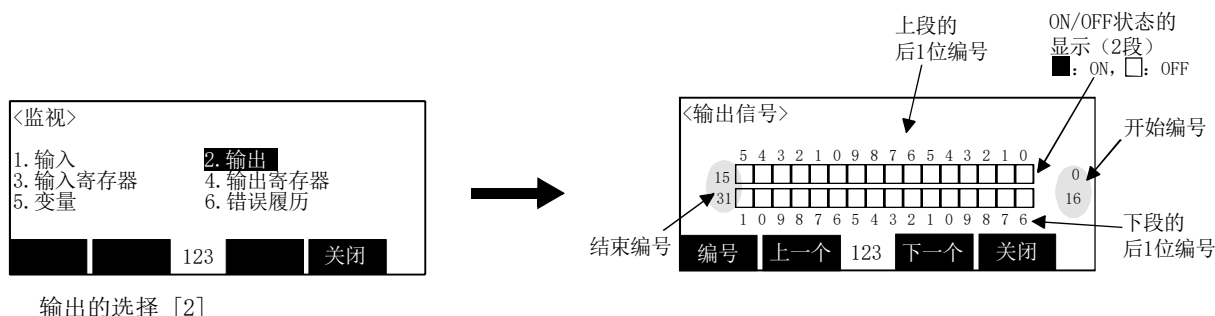 <监视>
1. 输入 2. 输出
3. 输入寄存器 4. 输出寄存器
5. 变量 6. 错误履历
123 关闭
输出的选择 [2]
上段的
后1位编号
ON/OFF状态的
显示（2段）
■：ON，□：OFF
开始编号
<输出信号>
5 4 3 2 1 0 9 8 7 6 5 4 3 2 1 0
15 0
31 16
1 0 9 8 7 6 5 4 3 2 1 0 9 8 7 6
结束编号
下段的
后1位编号
编号 上一个 123 下一个 关闭